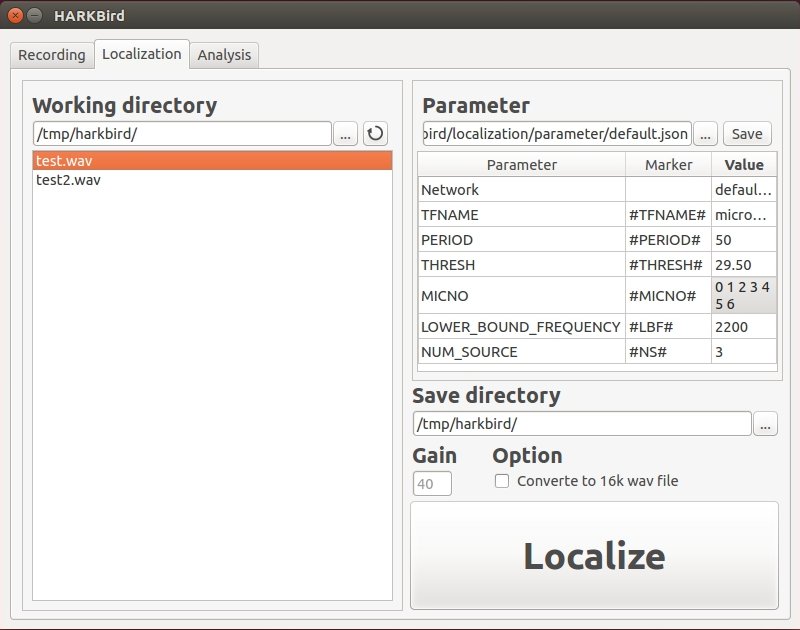 HARKBird
Recording Localization Analysis
Working directory
/tmp/harkbird/ ...
test.wav
test2.wav
Parameter
bird/localization/parameter/default.json ... Save
Parameter Marker Value
Network defaul...
TFNAME #TFNAME# micro...
PERIOD #PERIOD# 50
THRESH #THRESH# 29.50
MICNO #MICNO# 0 1 2 3 4
5 6
LOWER_BOUND_FREQUENCY #LBF# 2200
NUM_SOURCE #NS# 3
Save directory
/tmp/harkbird/ ...
Gain Option
40 Converte to 16k wav file
Localize